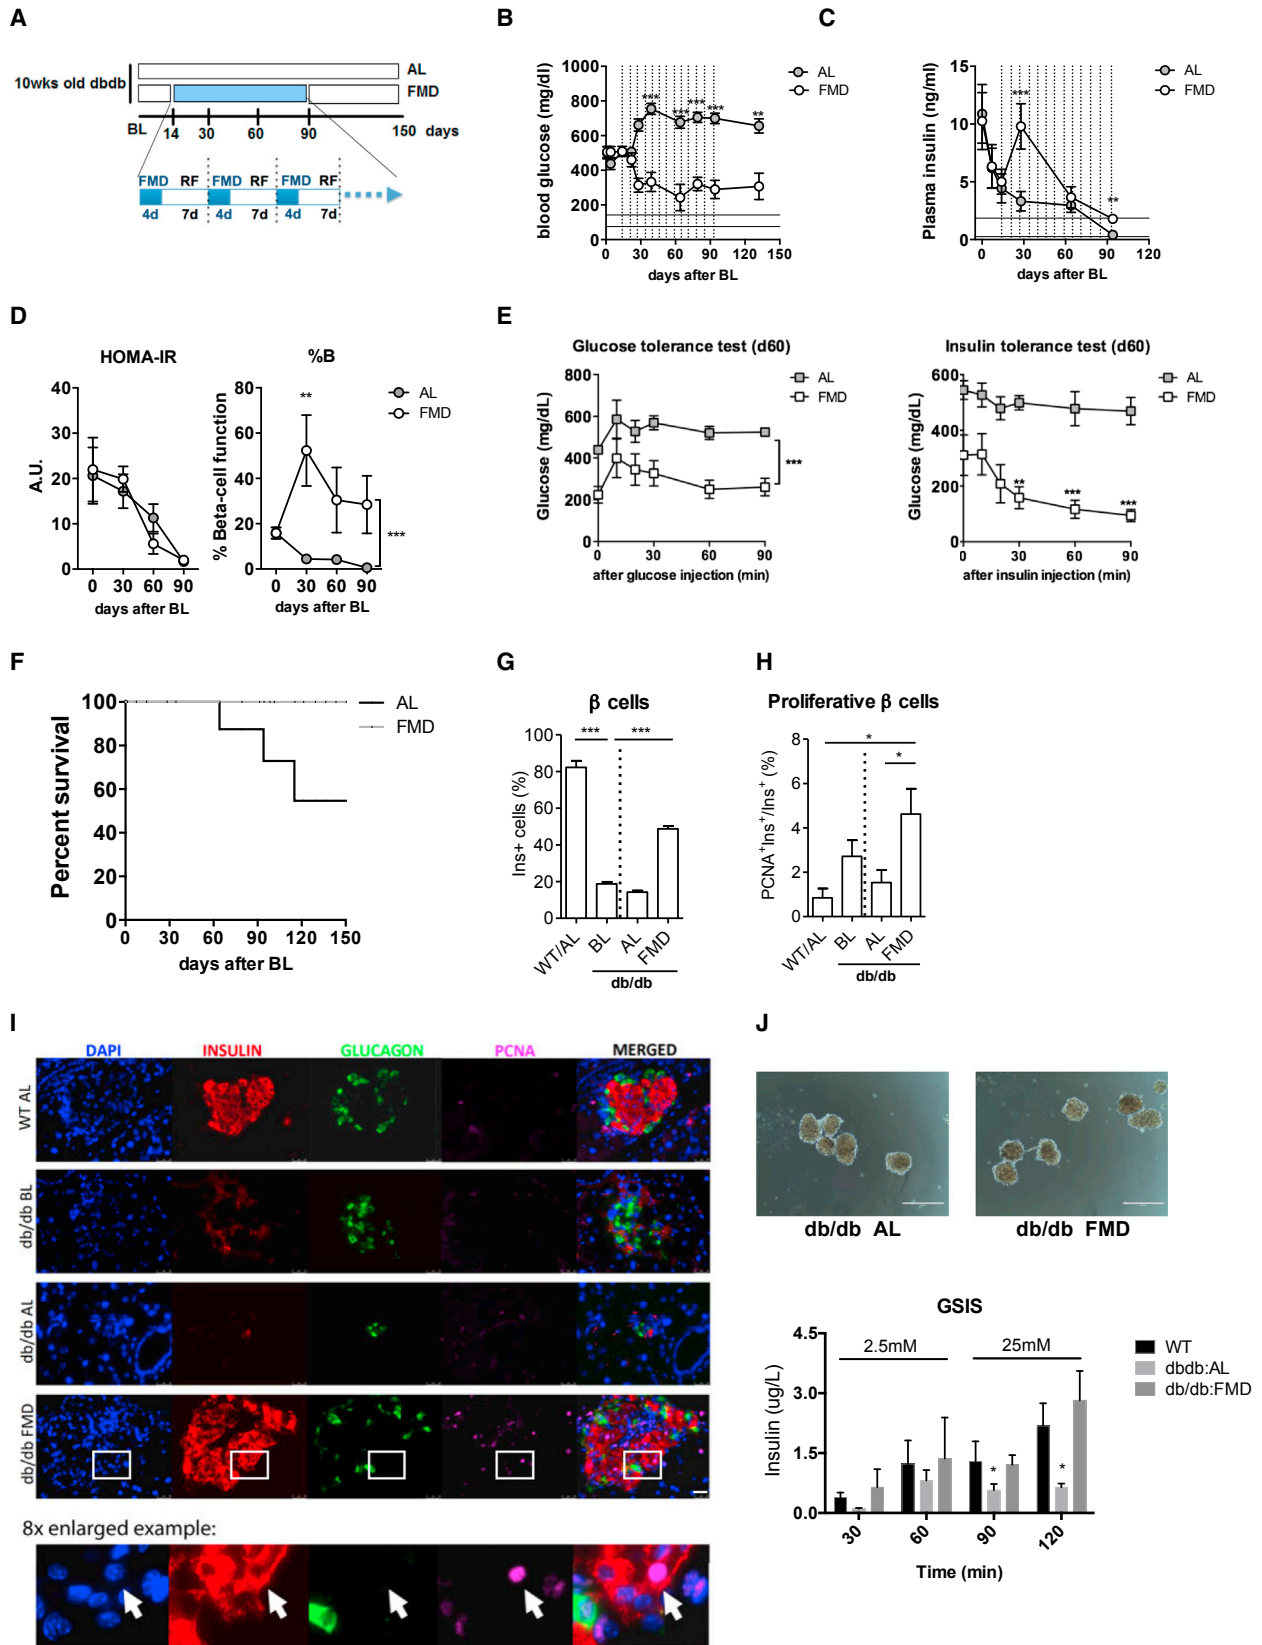 A
10wks old dbdb
AL
FMD
BL 14 30 60 90 150 days
FMD RF FMD RF FMD RF
4d 7d 4d 7d 4d 7d
B
1000
800
600
400
200
0
blood glucose (mg/dl)
*** *** *** *** **
0 30 60 90 120 150
days after BL
AL
FMD
C
15
10
5
0
Plasma insulin (ng/ml)
***
**
0 30 60 90 120
days after BL
AL
FMD
D
HOMA-IR
40
30
20
10
0
A.U.
0 30 60 90
days after BL
%B
80
60
40
20
0
% Beta-cell function
**
***
0 30 60 90
days after BL
AL
FMD
E
Glucose tolerance test (d60)
800
600
400
200
0
Glucose (mg/dL)
***
0 30 60 90
after glucose injection (min)
AL
FMD
Insulin tolerance test (d60)
600
400
200
0
Glucose (mg/dL)
** *** ***
0 30 60 90
after insulin injection (min)
AL
FMD
F
100
80
60
40
20
0
Percent survival
0 30 60 90 120 150
days after BL
AL
FMD
G
β cells
*** ***
100
80
60
40
20
0
Ins+ cells (%)
WT/AL BL AL FMD
db/db
H
Proliferative β cells
*
*
8
6
4
2
0
PCNA+Ins+/Ins+ (%)
WT/AL BL AL FMD
db/db
I
DAPI INSULIN GLUCAGON PCNA MERGED
WT AL
db/db BL
db/db AL
db/db FMD
8x enlarged example:
J
db/db AL
db/db FMD
GSIS
4.5
3.0
1.5
0.0
Insulin (ug/L)
2.5mM 25mM
* *
30 60 90 120
Time (min)
WT
dbdb:AL
db/db:FMD